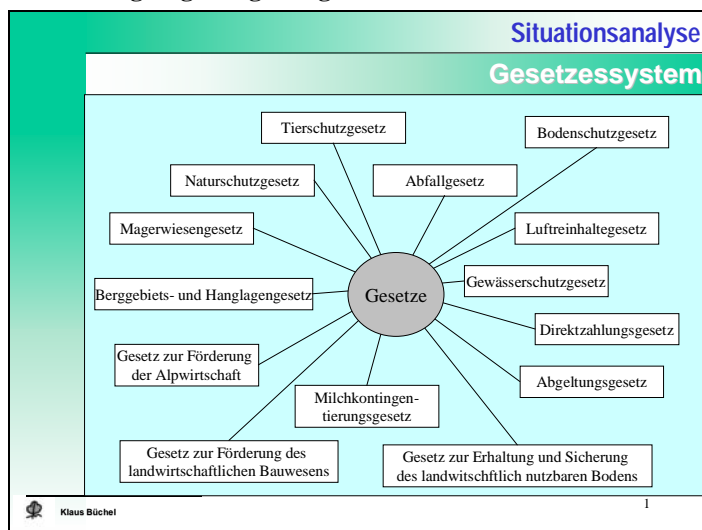 Situationsanalyse
Gesetzessystem
Tierschutzgesetz
Bodenschutzgesetz
Naturschutzgesetz
Abfallgesetz
Magerwiesengesetz
Luftreinhaltegesetz
Gewässerschutzgesetz
Berggebiets- und Hanglagengesetz
Gesetze
Direktzahlungsgesetz
Gesetz zur Förderung
der Alpwirtschaft
Abgeltungsgesetz
Milchkontingen-
tierungsgesetz
Gesetz zur Förderung des
landwirtschaftlichen Bauwesens
Gesetz zur Erhaltung und Sicherung
des landwitschftlich nutzbaren Bodens
1
Klaus Büchel